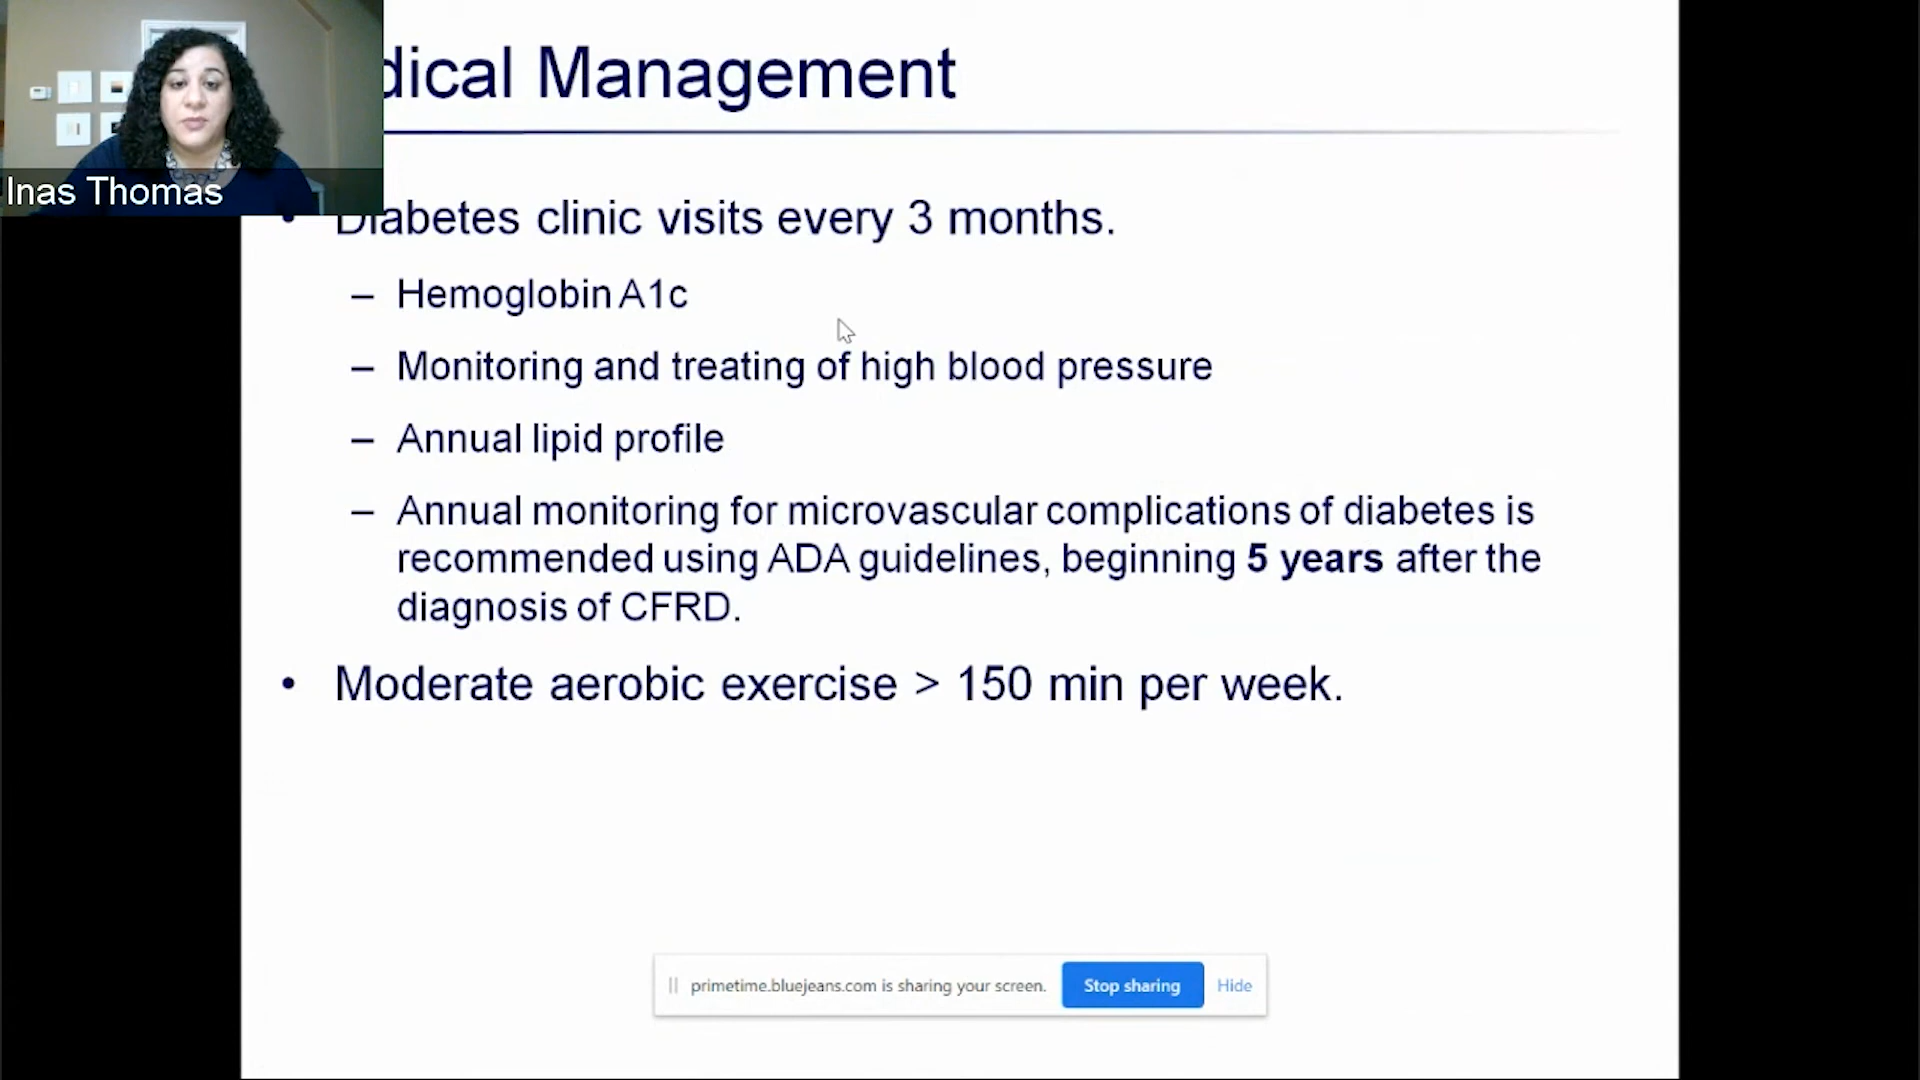 dical Management
Inas Thomas
• Diabetes clinic visits every 3 months.
– Hemoglobin A1c
– Monitoring and treating of high blood pressure
– Annual lipid profile
– Annual monitoring for microvascular complications of diabetes is
recommended using ADA guidelines, beginning 5 years after the
diagnosis of CFRD.
• Moderate aerobic exercise > 150 min per week.
primetime.bluejeans.com is sharing your screen. Stop sharing Hide